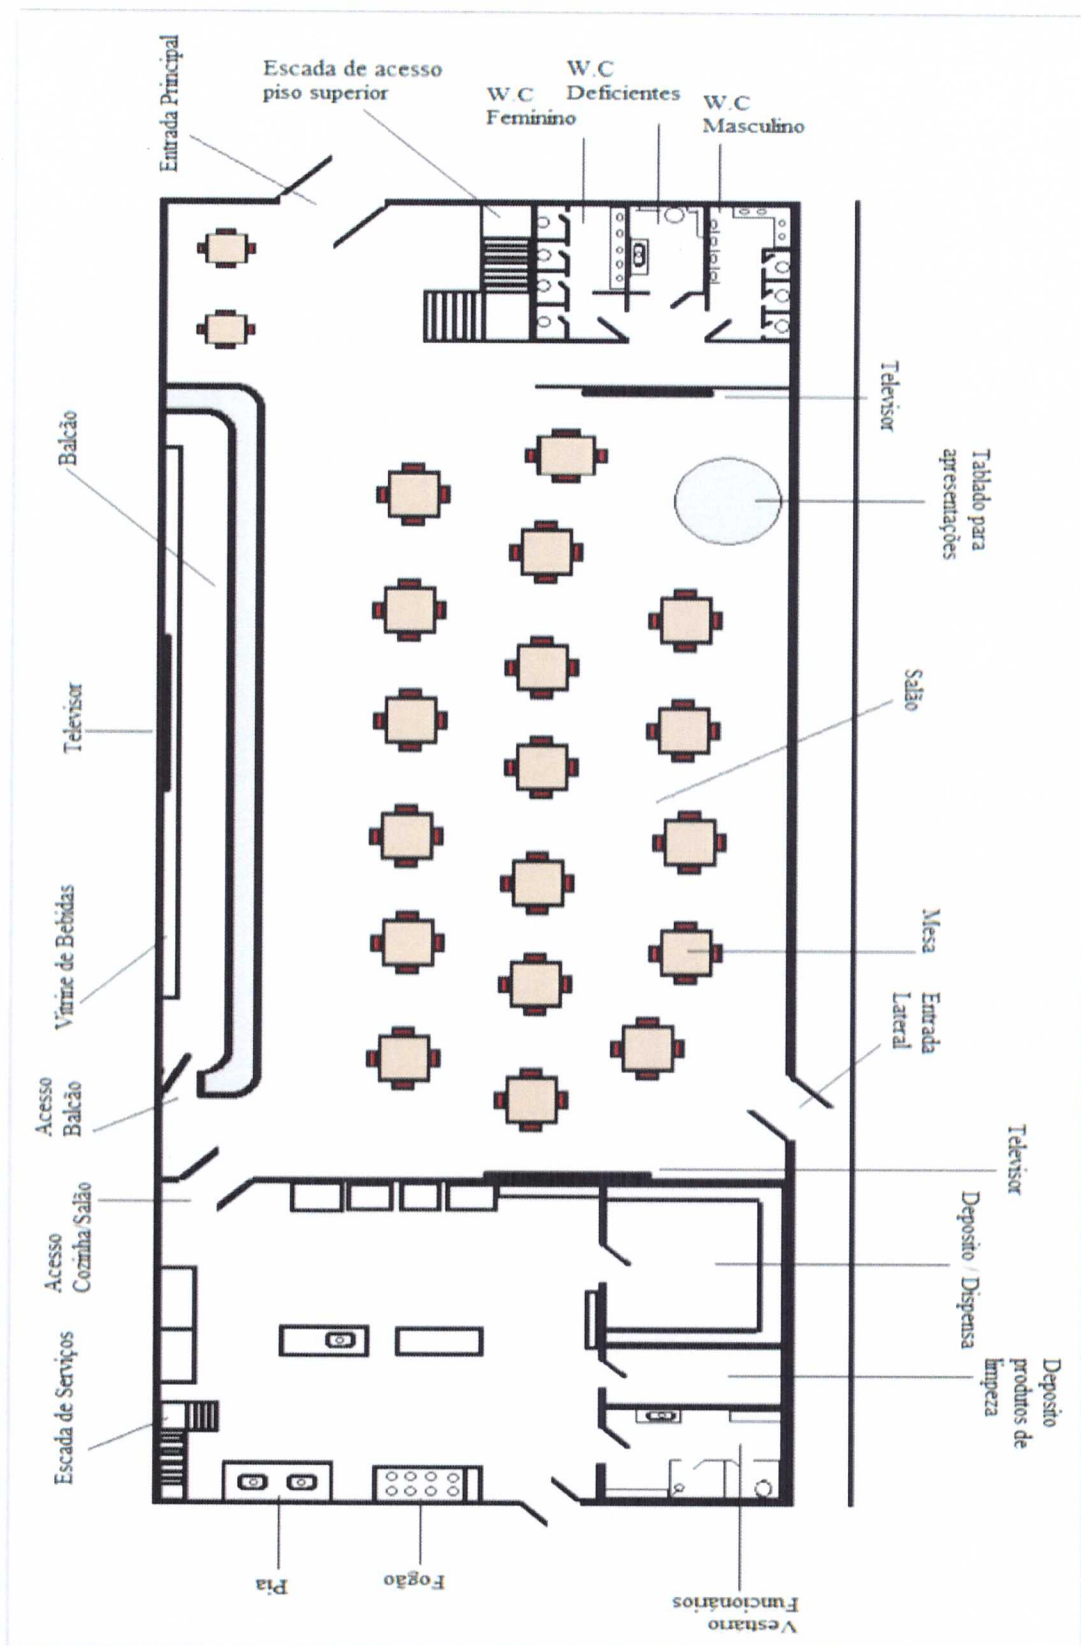 Entrada Principal
Escada de acesso
piso superior
W.C
Feminino
W.C
Deficientes
W.C
Masculino
Televisor
Tablado para
apresentações
Salão
Mesa
Entrada
Lateral
Televisor
Deposito / Dispensa
Deposito
produtos de
limpeza
Balcão
Televisor
Vitrine de Bebidas
Acesso
Balcão
Acesso
Cozinha/Salão
Escada de Serviços
Pia
Fogão
Vestiario
Funcionários